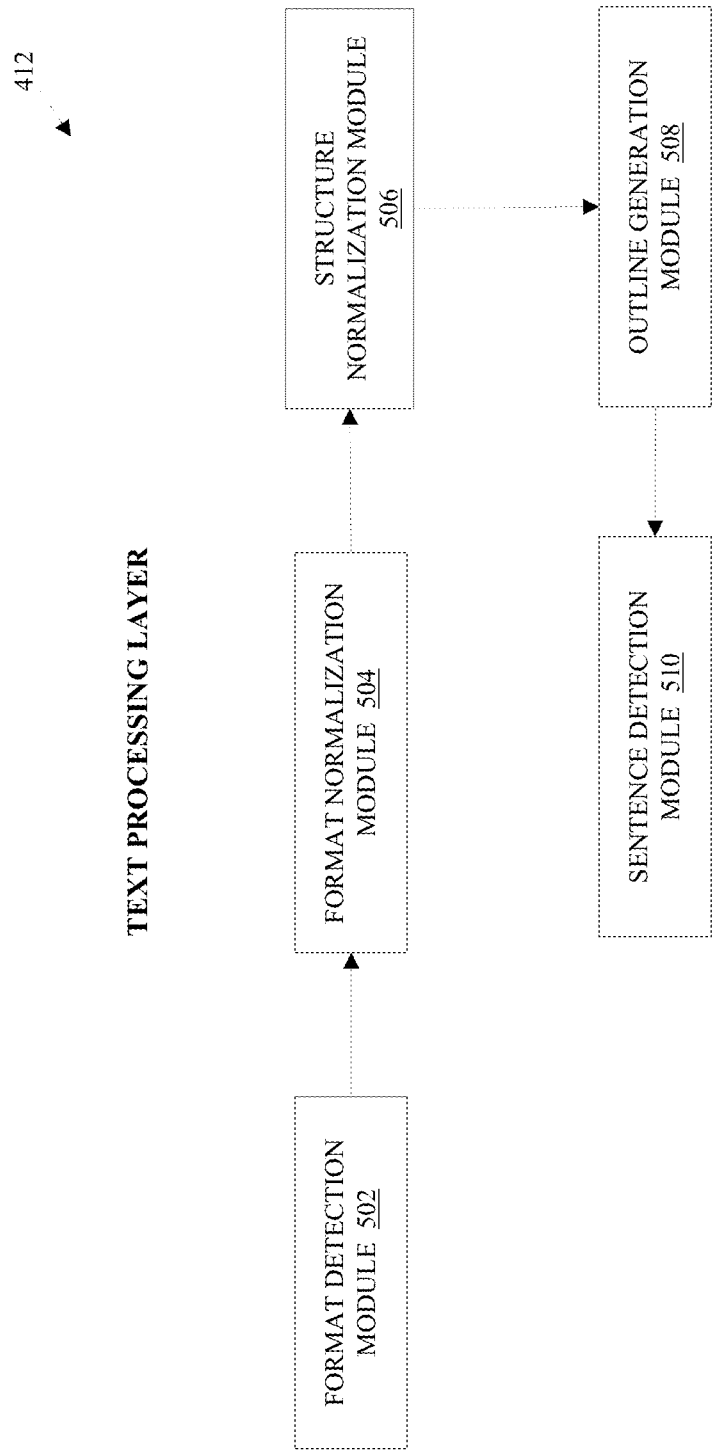 412
TEXT PROCESSING LAYER
FORMAT DETECTION
MODULE 502
FORMAT NORMALIZATION
MODULE 504
STRUCTURE
NORMALIZATION MODULE
506
OUTLINE GENERATION
MODULE 508
SENTENCE DETECTION
MODULE 510